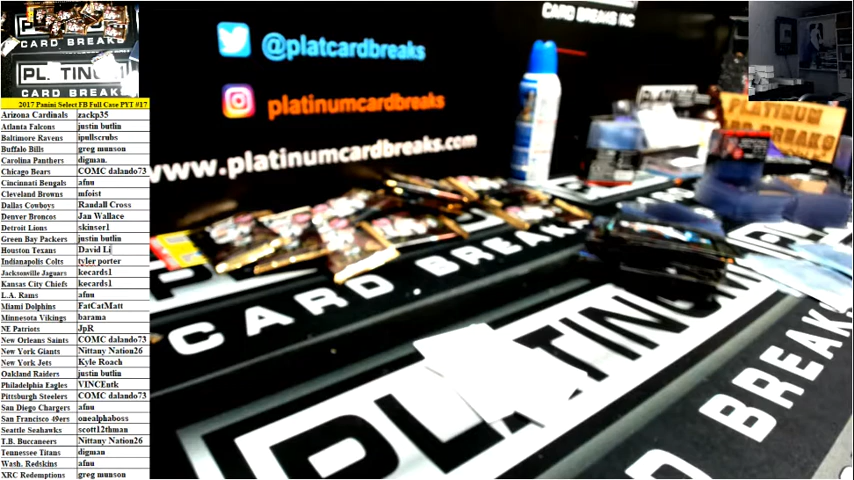 CARD BREAKS
PLATINUM
2017 Panini Select FB Full Case PYT #17
Arizona Cardinals zackp35
Atlanta Falcons justin butlin
Baltimore Ravens ipullscrubs
Buffalo Bills greg munson
Carolina Panthers digman.
Chicago Bears COMC dalando73
Cincinnati Bengals afnu
Cleveland Browns mfoist
Dallas Cowboys Randall Cross
Denver Broncos Jan Wallace
Detroit Lions skinser1
Green Bay Packers justin butlin
Houston Texans David Li
Indianapolis Colts tyler porter
Jacksonville Jaguars kecards1
Kansas City Chiefs kecards1
L.A. Rams afnu
Miami Dolphins FatCatMatt
Minnesota Vikings barama
NE Patriots JpR
New Orleans Saints COMC dalando73
New York Giants Nittany Nation26
New York Jets Kyle Roach
Oakland Raiders justin butlin
Philadelphia Eagles VINCEntk
Pittsburgh Steelers COMC dalando73
San Diego Chargers afnu
San Francisco 49ers onealphaboss
Seattle Seahawks scott12thman
T.B. Buccaneers Nittany Nation26
Tennessee Titans digman
Wash. Redskins afnu
XRC Redemptions greg munson
CARD BREAKS INC
@platcardbreaks
platinumcardbreaks
www.platinumcardbreaks.com
PLATINUM
CARD BREAKS
CARD BREAKS
PLATINUM
CARD BREAKS